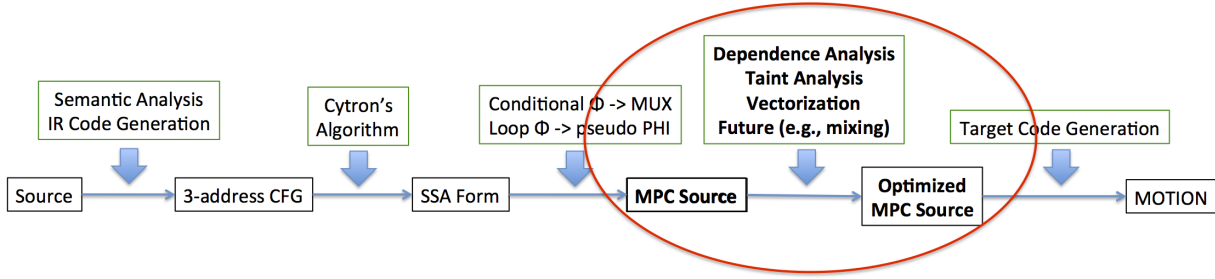 Dependence Analysis
Taint Analysis
Vectorization
Future (e.g., mixing)
Semantic Analysis
IR Code Generation
Cytron's
Algorithm
Conditional Φ -> MUX
Loop Φ -> pseudo PHI
Target Code Generation
Source
3-address CFG
SSA Form
MPC Source
Optimized
MPC Source
MOTION